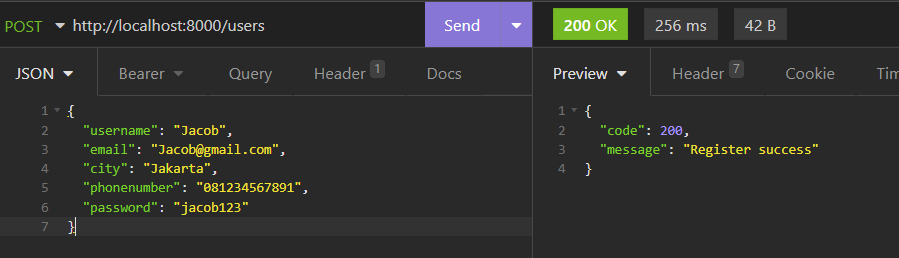 POST http://localhost:8000/users Send 200 OK 256 ms 42 B
JSON Bearer Query Header 1 Docs Preview Header 7 Cookie Tim
1 {
2 "username": "Jacob",
3 "email": "Jacob@gmail.com",
4 "city": "Jakarta",
5 "phonenumber": "081234567891",
6 "password": "jacob123"
7 }
1 {
2 "code": 200,
3 "message": "Register success"
4 }